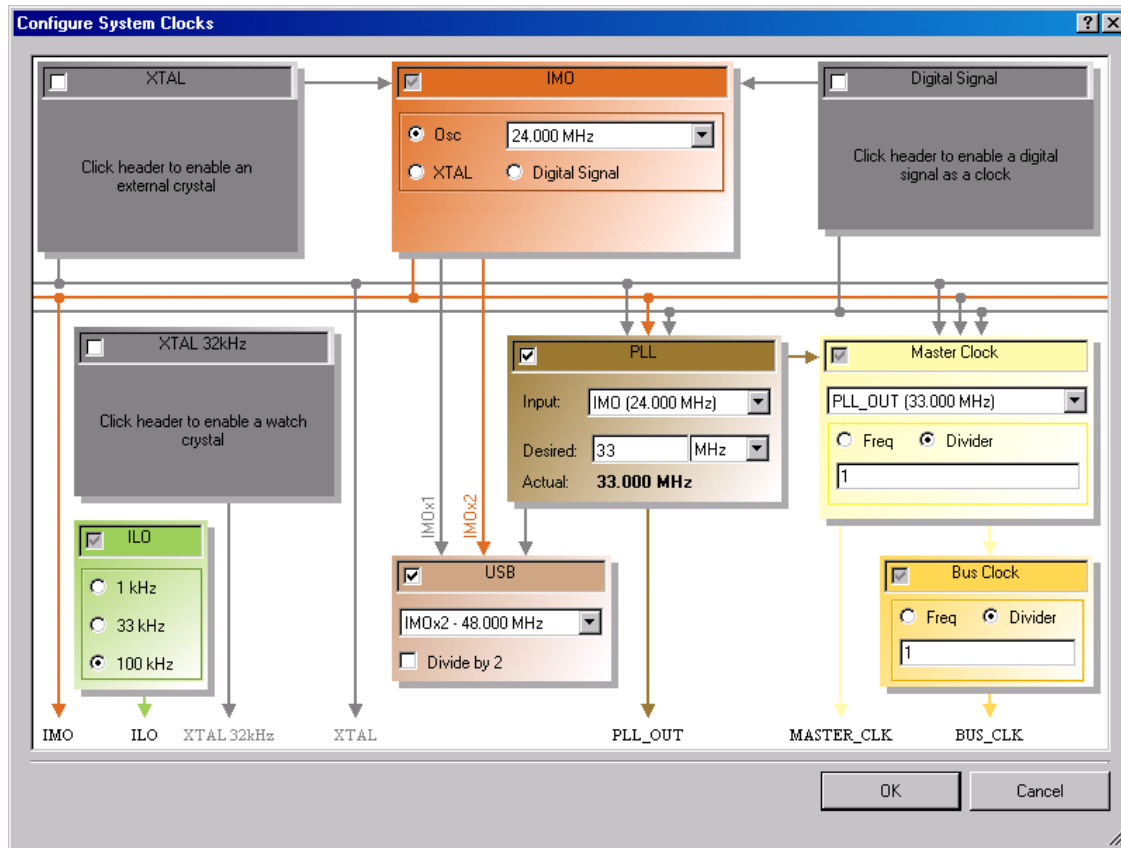 Configure System Clocks
XTAL
Click header to enable an
external crystal
IMO
Osc
24.000 MHz
XTAL
Digital Signal
Digital Signal
Click header to enable a digital
signal as a clock
XTAL 32kHz
Click header to enable a watch
crystal
PLL
Input:
IMO (24.000 MHz)
Desired:
33
MHz
Actual:
33.000 MHz
Master Clock
PLL_OUT (33.000 MHz)
Freq
Divider
1
IMOx1
IMOx2
ILO
1 kHz
33 kHz
100 kHz
USB
IMOx2 - 48.000 MHz
Divide by 2
Bus Clock
Freq
Divider
1
IMO
ILO
XTAL 32kHz
XTAL
PLL_OUT
MASTER_CLK
BUS_CLK
OK
Cancel